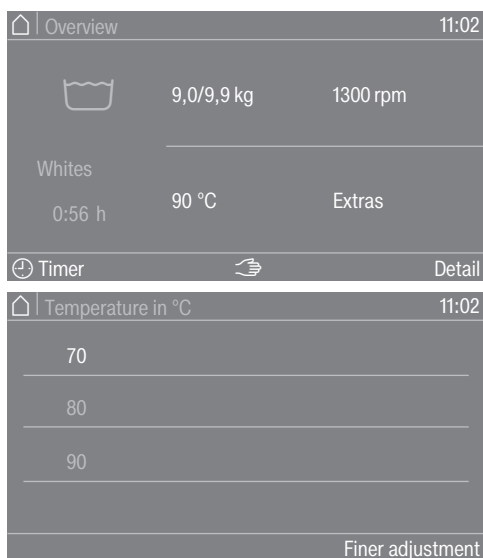 Overview 11:02
9,0/9,9 kg 1300 rpm
Whites
0:56 h
90 °C Extras
Timer Detail
Temperature in °C 11:02
70
80
90
Finer adjustment